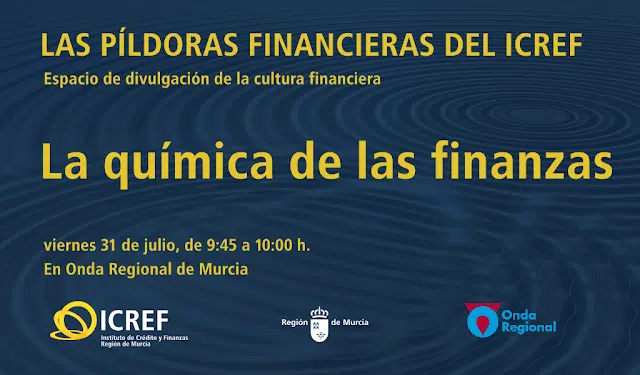 LAS PÍLDORAS FINANCIERAS DEL ICREF
Espacio de divulgación de la cultura financiera
La química de las finanzas
viernes 31 de julio, de 9:45 a 10:00 h.
En Onda Regional de Murcia
ICREF
Instituto de Crédito y Finanzas
Región de Murcia
Región de Murcia
Onda
Regional